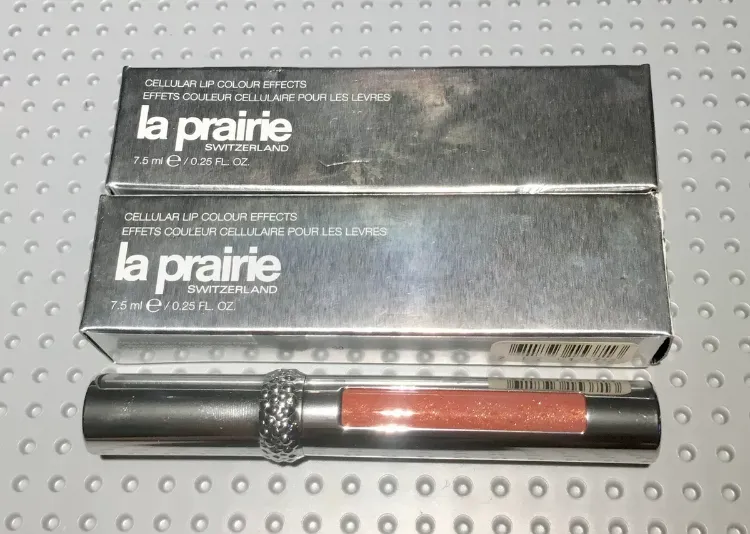 CELLULAR LIP COLOUR EFFECTS
EFFETS COULEUR CELLULAIRE POUR LES LÈVRES
la prairie
SWITZERLAND
7.5 ml ℮ / 0.25 FL. OZ.
CELLULAR LIP COLOUR EFFECTS
EFFETS COULEUR CELLULAIRE POUR LES LÈVRES
la prairie
SWITZERLAND
7.5 ml ℮ / 0.25 FL. OZ.